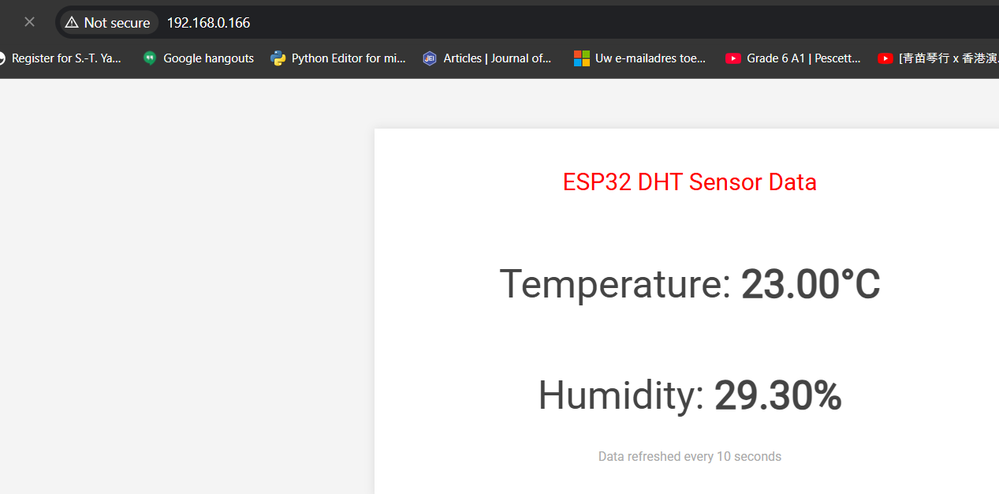 Not secure 192.168.0.166
Register for S.-T. Ya... Google hangouts Python Editor for mi... JEI Articles | Journal of... Uw e-mailadres toe... Grade 6 A1 | Pescett... [青苗琴行 x 香港演
ESP32 DHT Sensor Data
Temperature: 23.00°C
Humidity: 29.30%
Data refreshed every 10 seconds